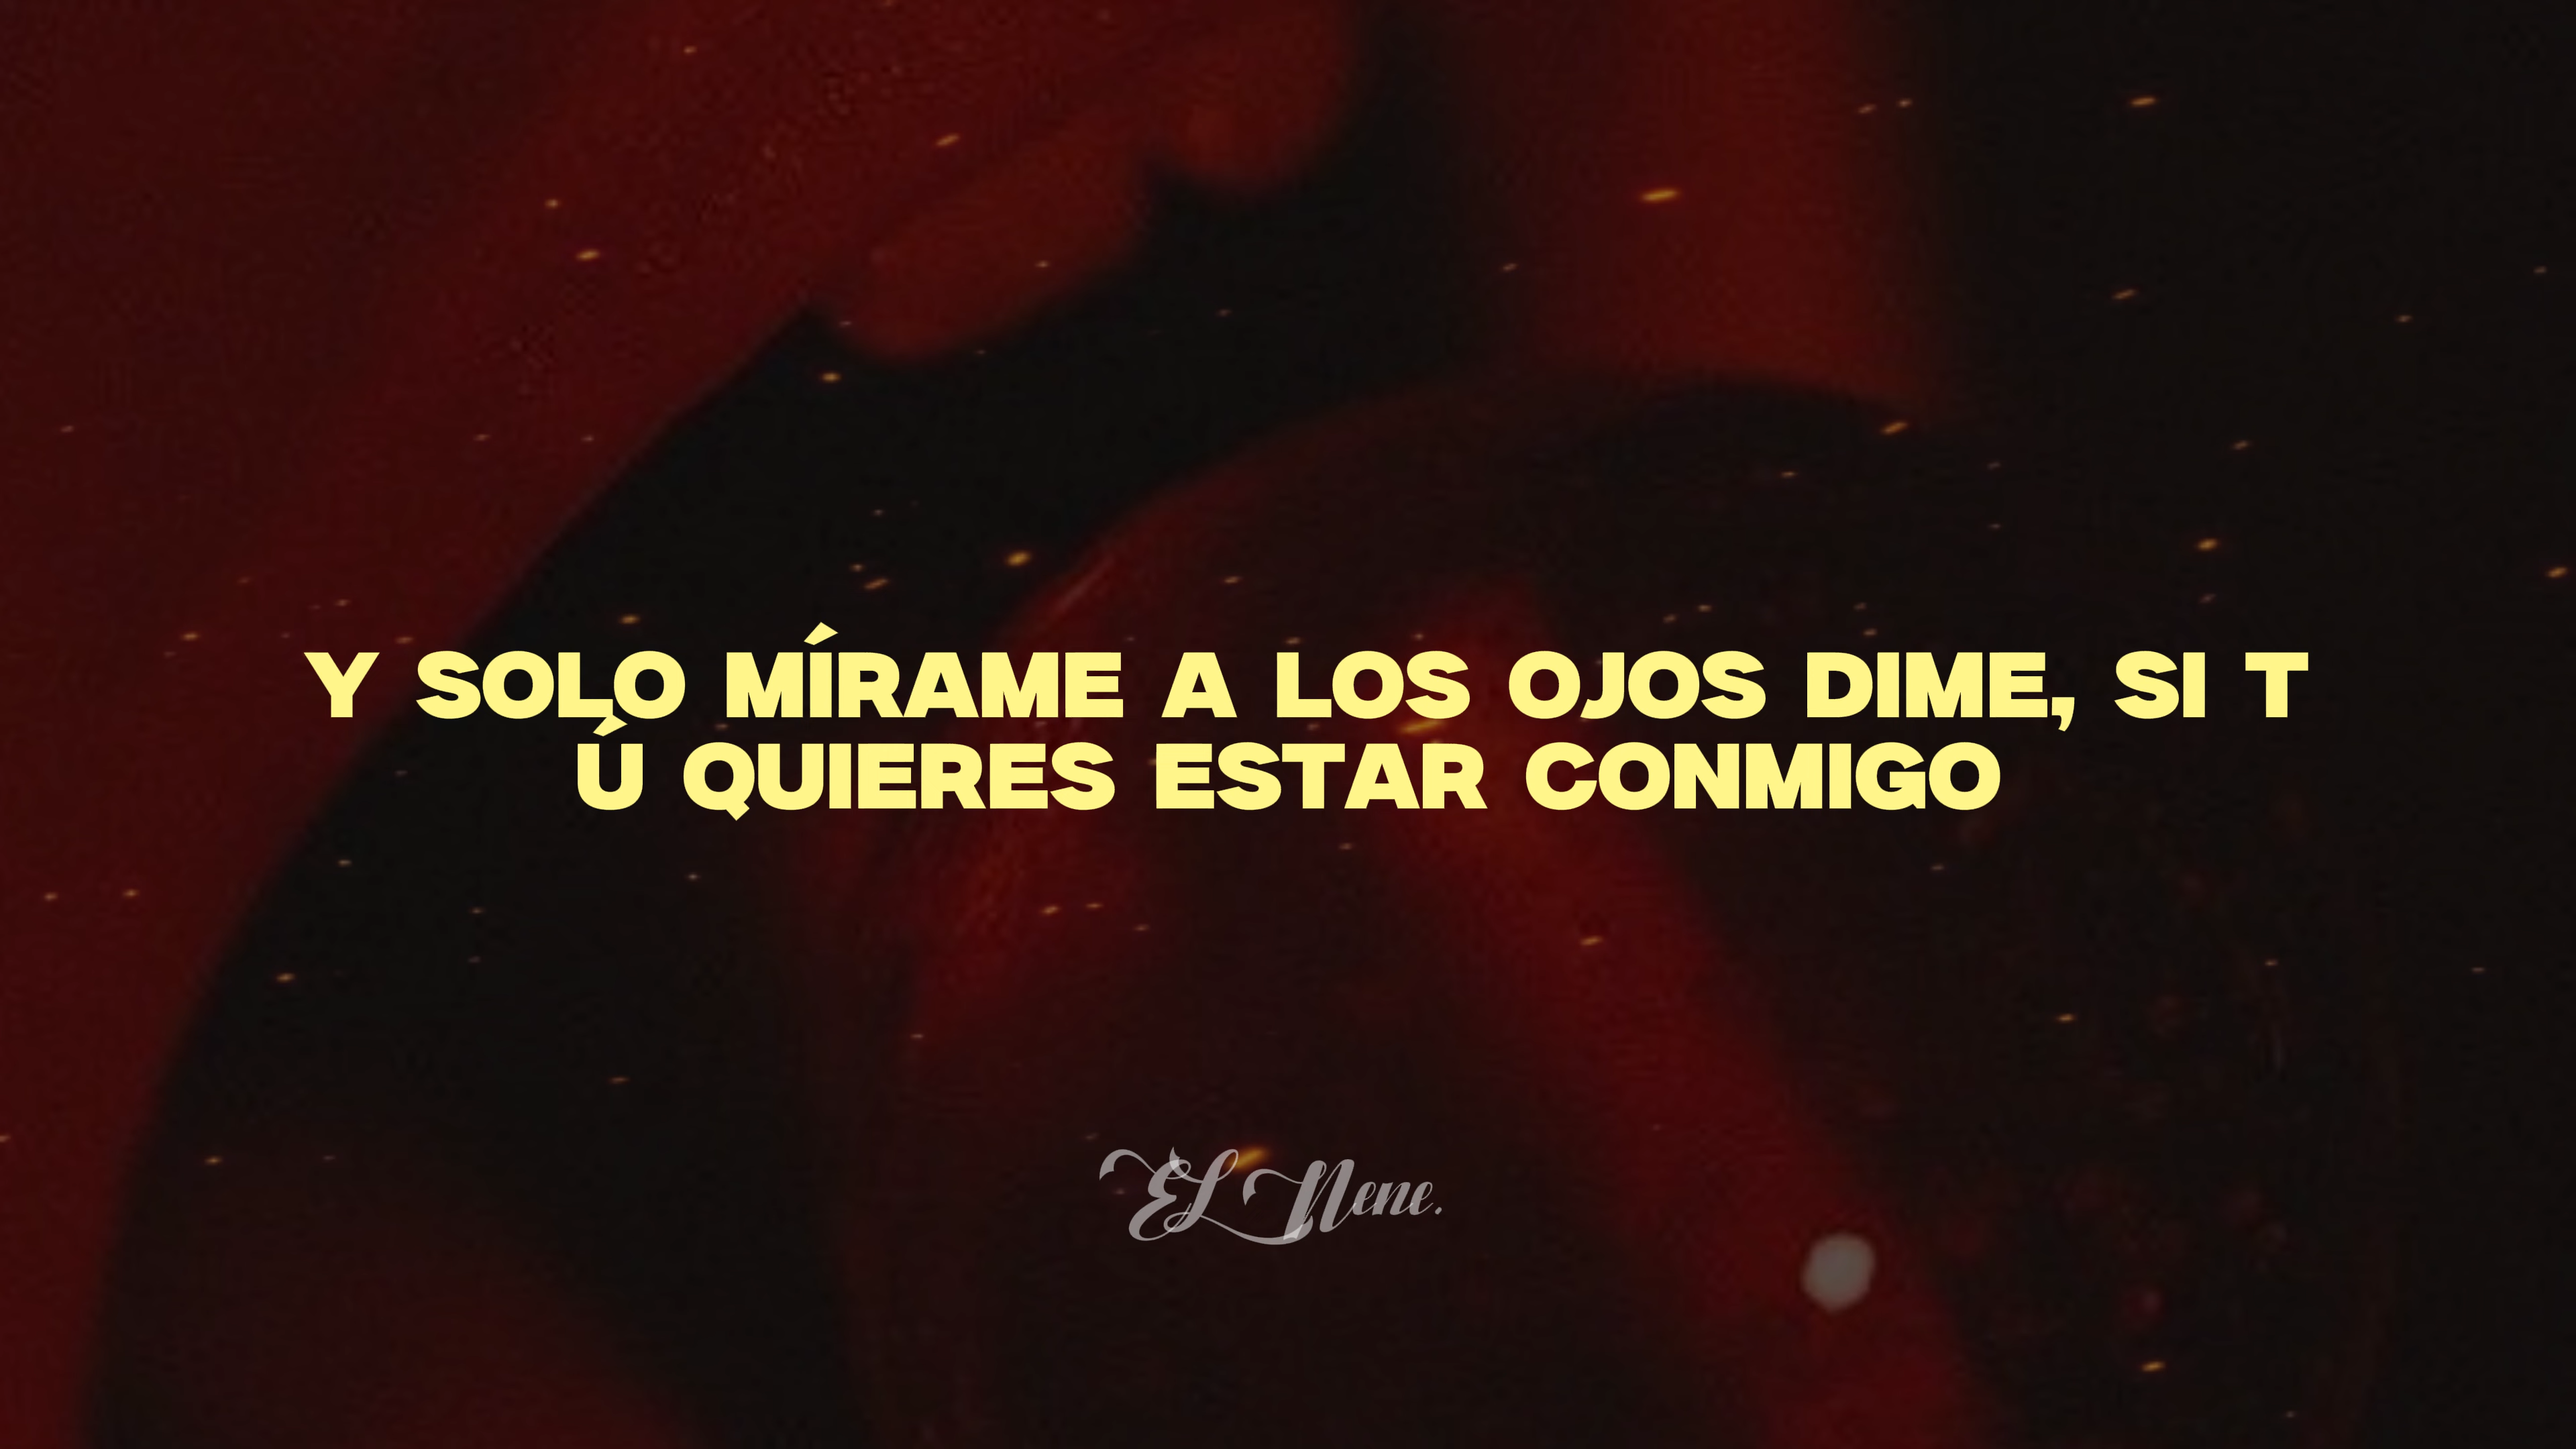 Y SOLO MÍRAME A LOS OJOS DIME, SI T
Ú QUIERES ESTAR CONMIGO
El Nene.